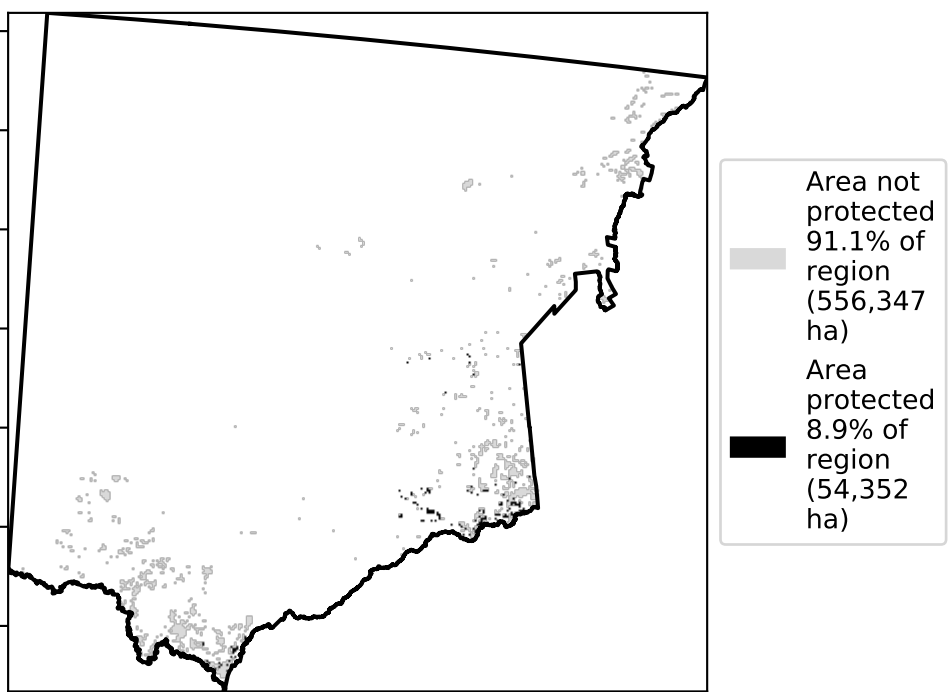 Area not
protected
91.1% of
region
(556,347
ha)
Area
protected
8.9% of
region
(54,352
ha)